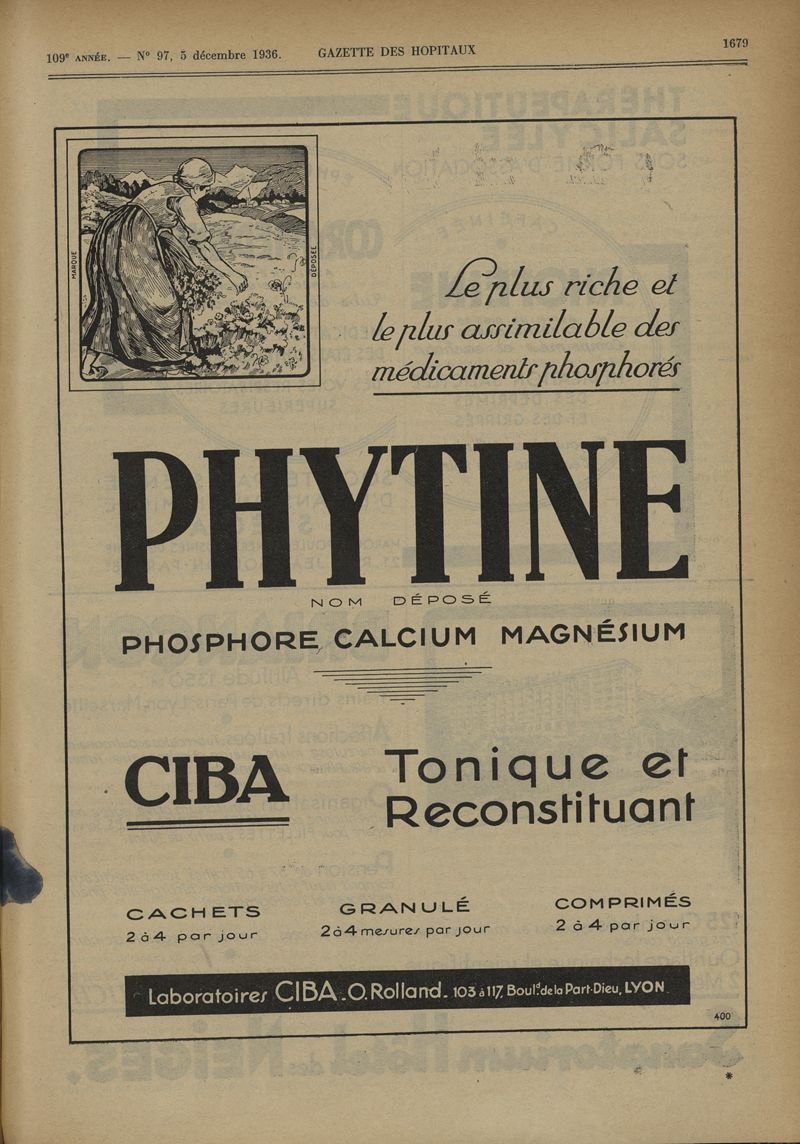 109e ANNÉE. — N° 97, 5 décembre 1936. GAZETTE DES HOPITAUX 1679
MARQUE
DÉPOSÉE
Le plus riche et
le plus assimilable des
médicaments phosphorés
PHYTINE
NOM DÉPOSÉ
PHOSPHORE, CALCIUM MAGNÉSIUM
CIBA
Tonique et
Reconstituant
CACHETS
2 à 4 par jour
GRANULÉ
2 à 4 mesures par jour
COMPRIMÉS
2 à 4 par jour
Laboratoires CIBA_O. Rolland_ 103 à 117, Boul.d de la Part-Dieu, LYON
400
*